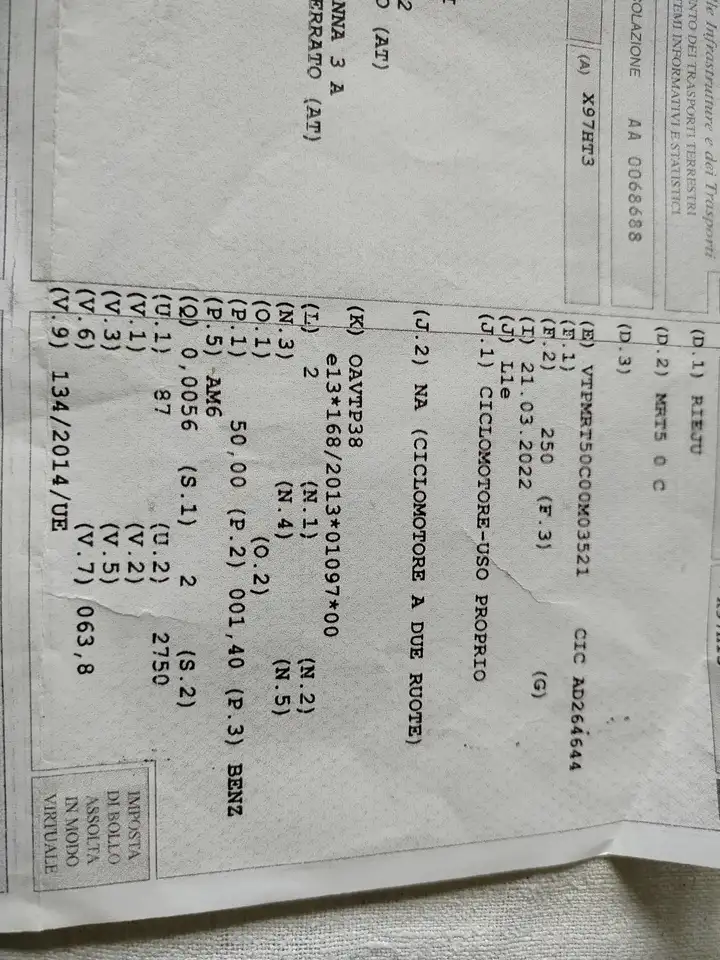 ie Infrastrutture e dei Trasporti
NTO DEI TRASPORTI TERRESTRI
TEMI INFORMATIVI E STATISTICI
COLAZIONE AA 0068688
(A) X97HT3
2
O (AT)
NNA 3 A
ERRATO (AT)
(D.1) RIEJU
(D.2) MRT5 0 C
(D.3)
(E) VTPMRT50C00M03521 CIC AD264644
(F.1)
(F.2) 250 (F.3) (G)
(I) 21.03.2022
(J) L1e
(J.1) CICLOMOTORE-USO PROPRIO
(J.2) NA (CICLOMOTORE A DUE RUOTE)
(K) OAVTP38
e13*168/2013*01097*00
(L) 2 (N.1) (N.2)
(N.3) (N.4) (N.5)
(O.1) (O.2)
(P.1) 50,00 (P.2) 001,40 (P.3) BENZ
(P.5) AM6
(Q) 0,0056 (S.1) 2 (S.2)
(U.1) 87 (U.2) 2750
(V.1) (V.2)
(V.3) (V.5)
(V.6) (V.7) 063,8
(V.9) 134/2014/UE
IMPOSTA
DI BOLLO
ASSOLTA
IN MODO
VIRTUALE